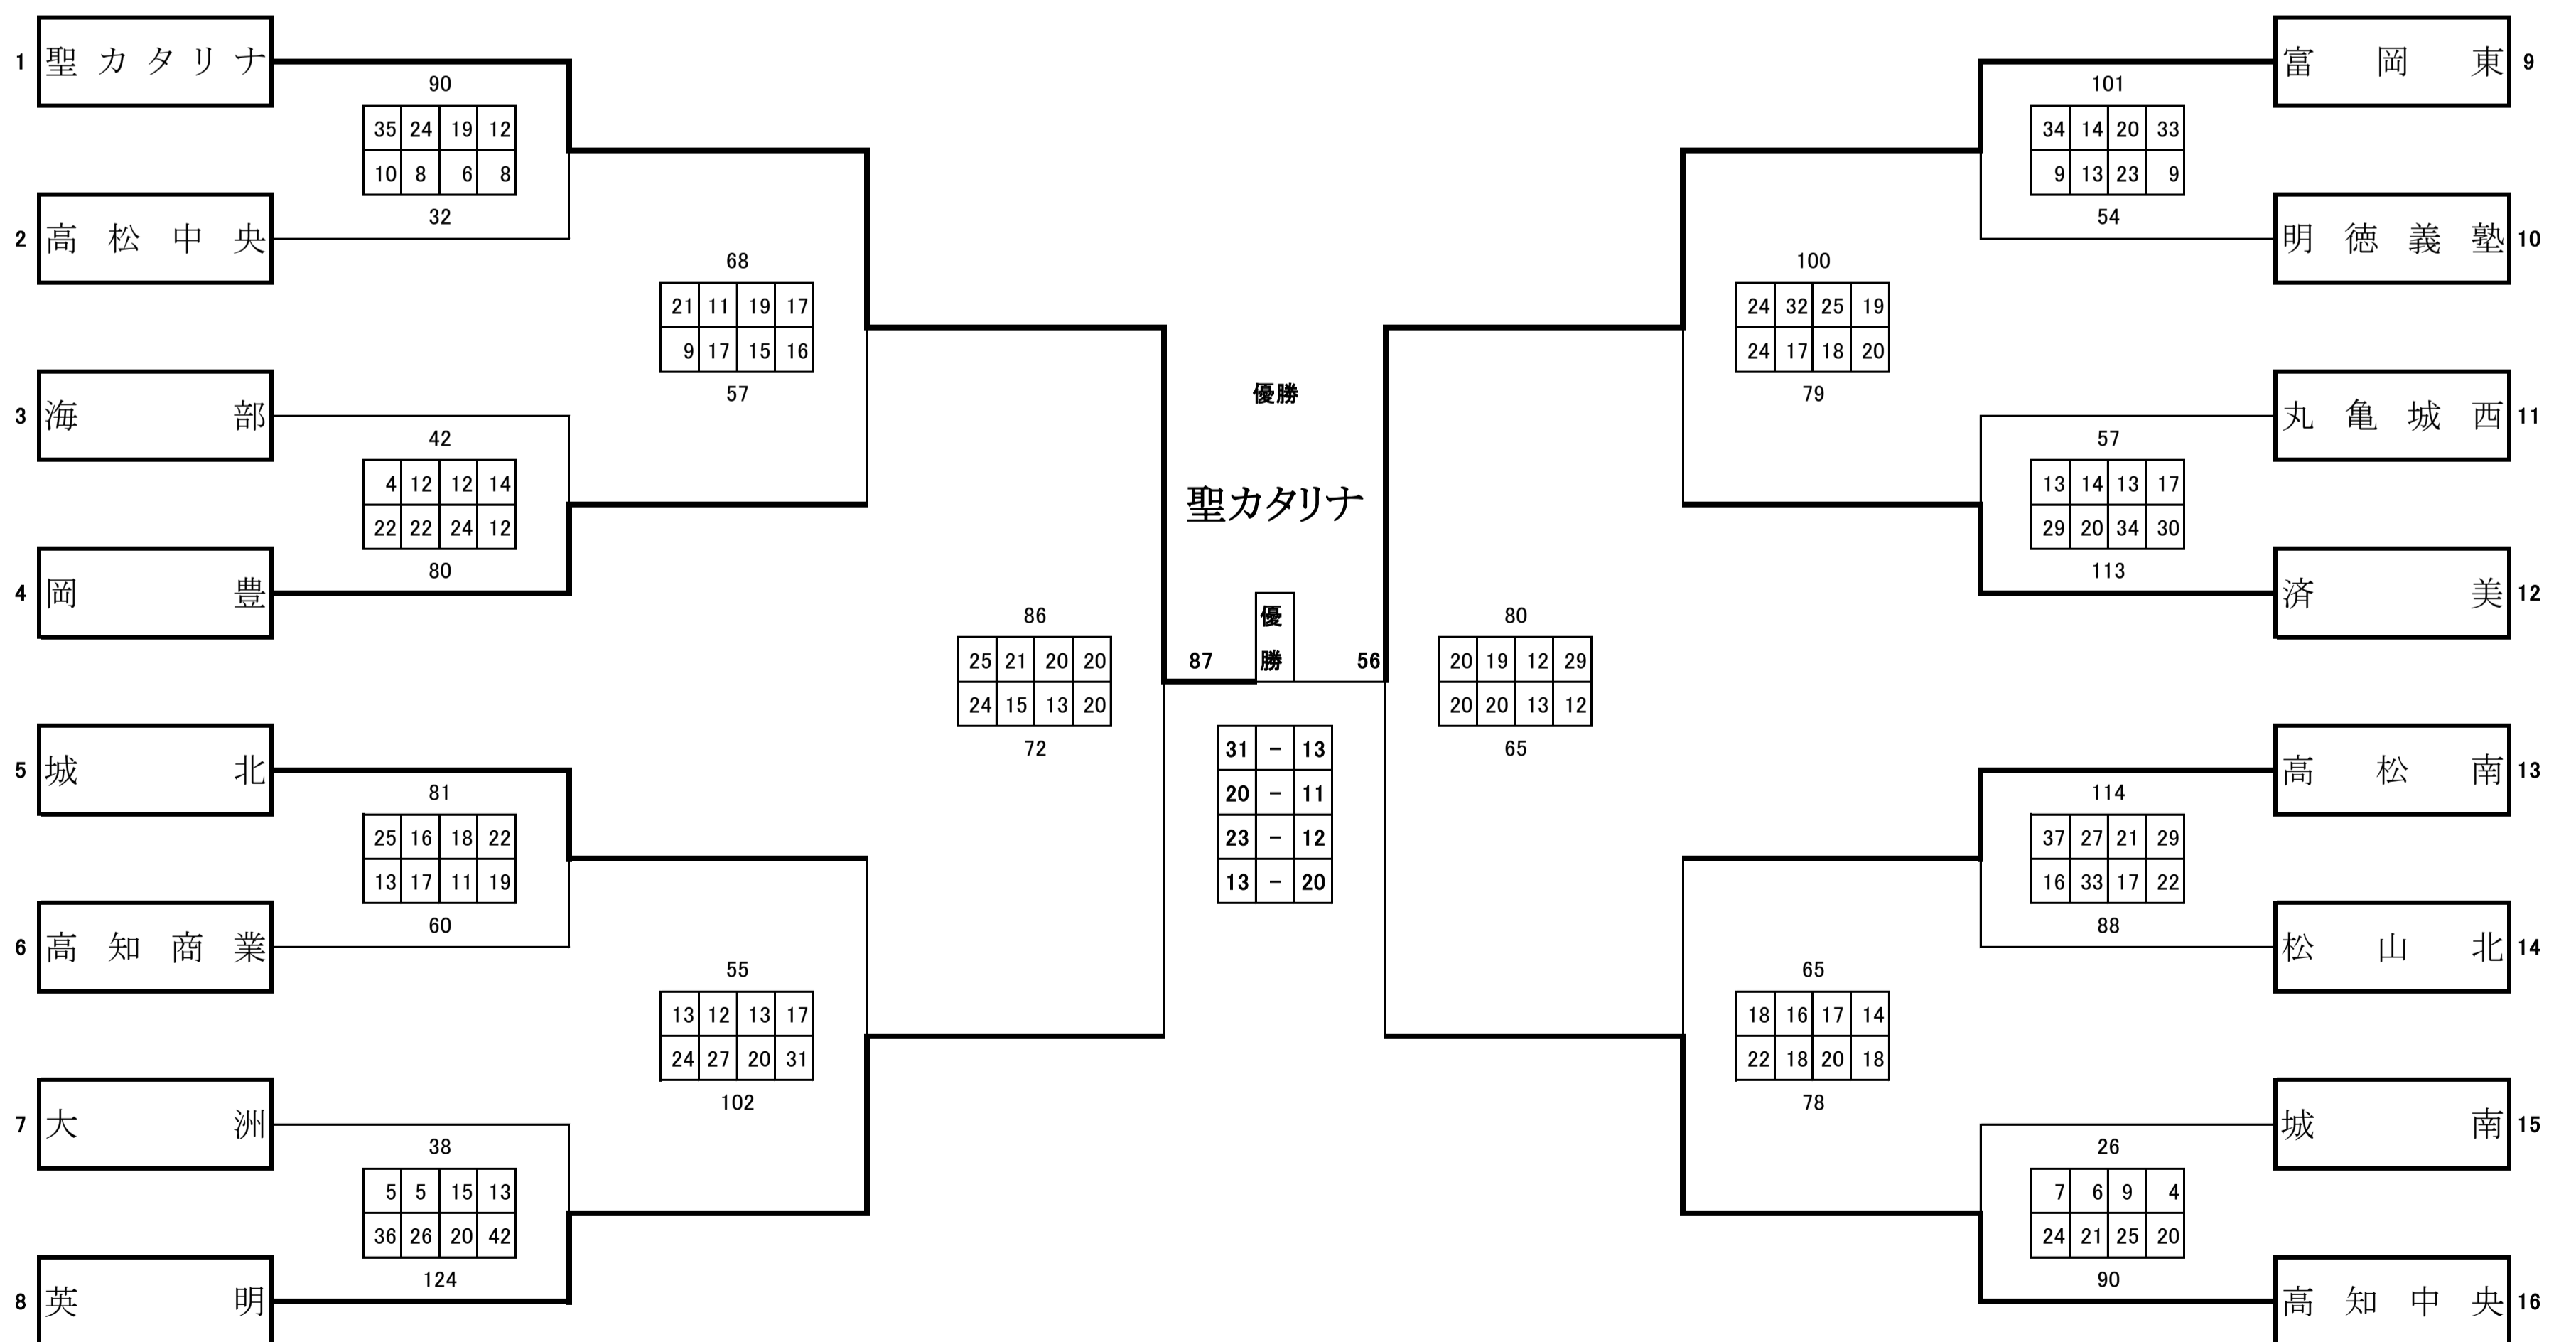 1 聖カタリナ
90
35 24 19 12
10 8 6 8
32
2 高松中央
68
21 11 19 17
9 17 15 16
57
3 海部
42
4 12 12 14
22 22 24 12
80
4 岡豊
86
25 21 20 20
24 15 13 20
72
5 城北
81
25 16 18 22
13 17 11 19
60
6 高知商業
55
13 12 13 17
24 27 20 31
102
7 大洲
38
5 5 15 13
36 26 20 42
124
8 英明
優勝
聖カタリナ
優勝
87 56
31 - 13
20 - 11
23 - 12
13 - 20
富岡東 9
101
34 14 20 33
9 13 23 9
54
明徳義塾 10
100
24 32 25 19
24 17 18 20
79
丸亀城西 11
57
13 14 13 17
29 20 34 30
113
済美 12
80
20 19 12 29
20 20 13 12
65
高松南 13
114
37 27 21 29
16 33 17 22
88
松山北 14
65
18 16 17 14
22 18 20 18
78
城南 15
26
7 6 9 4
24 21 25 20
90
高知中央 16